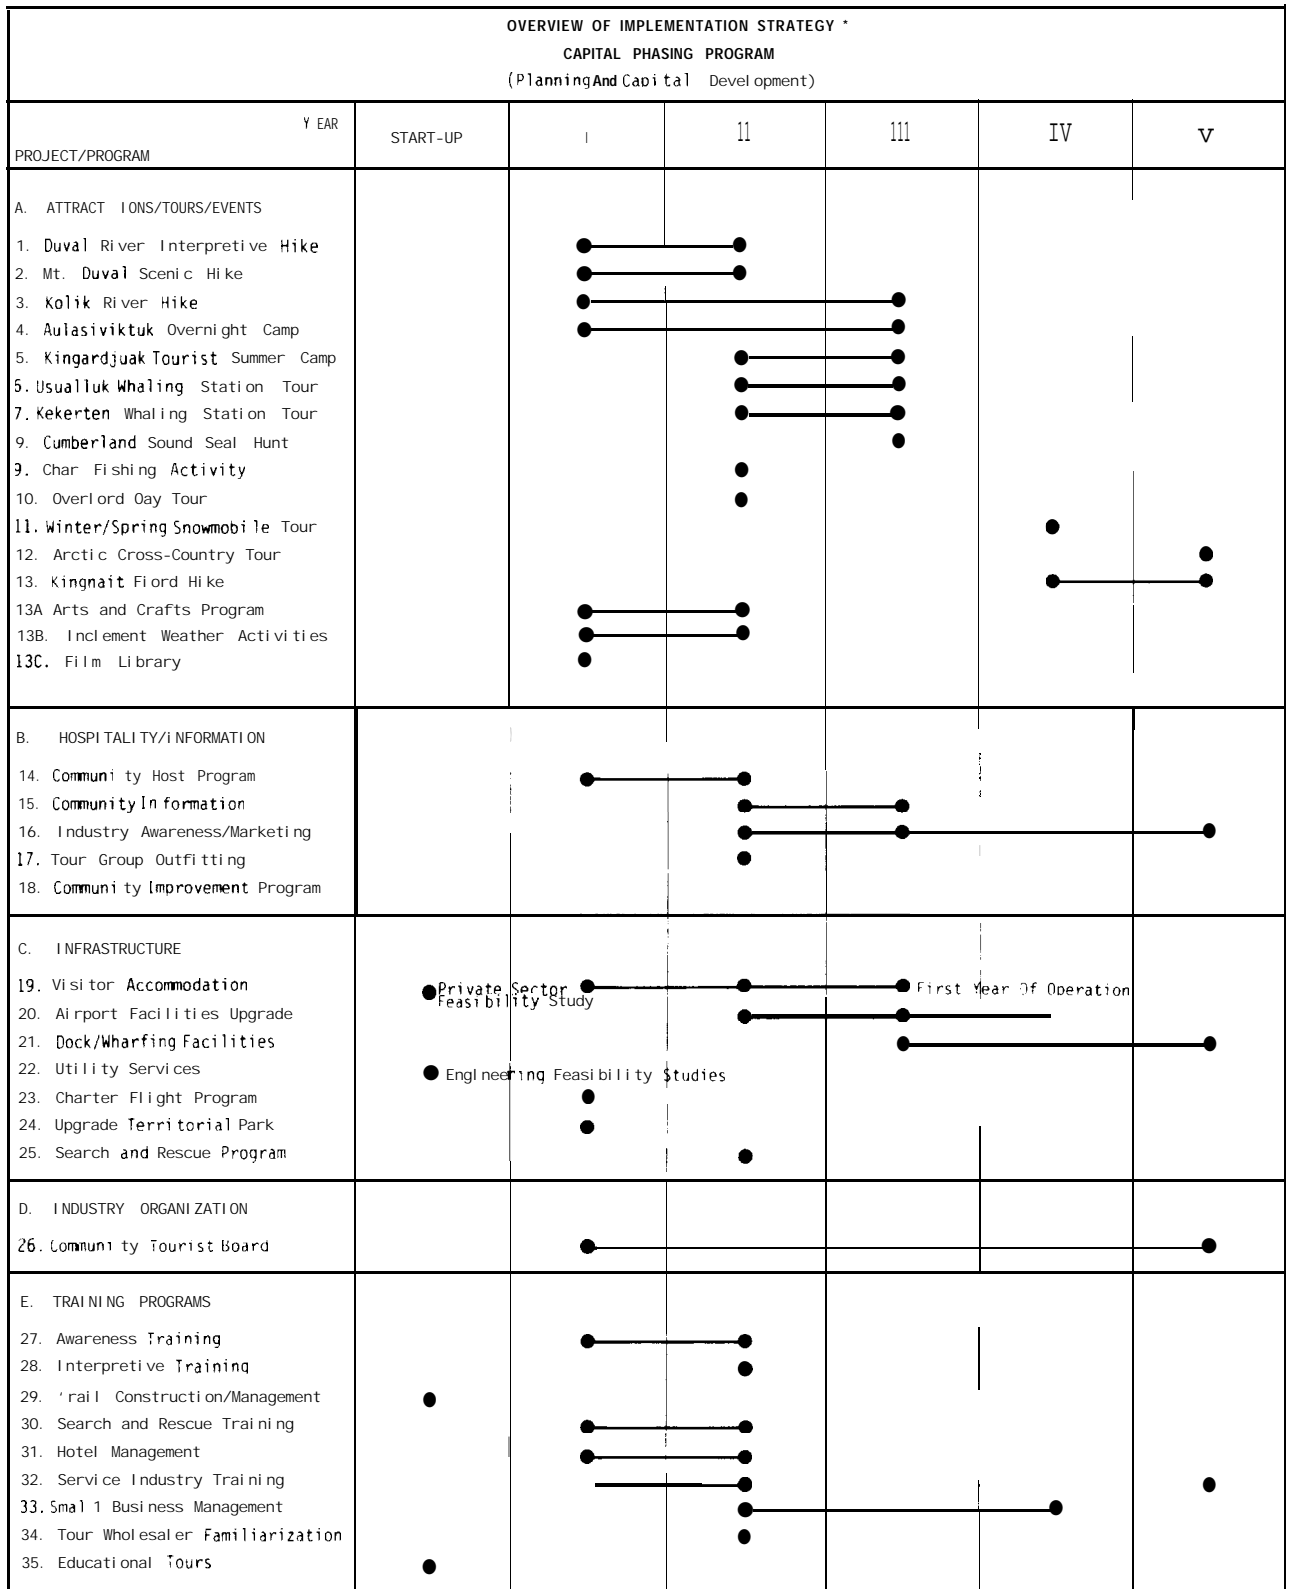 OVERVIEW OF IMPLEMENTATION STRATEGY *
CAPITAL PHASING PROGRAM
(Planning And Capital Development)
YEAR
PROJECT/PROGRAM
START-UP I II III IV V
A. ATTRACTIONS/TOURS/EVENTS
1. Duval River Interpretive Hike
2. Mt. Duval Scenic Hike
3. Kolik River Hike
4. Aulasiviktuk Overnight Camp
5. Kingardjuak Tourist Summer Camp
6. Usualluk Whaling Station Tour
7. Kekerten Whaling Station Tour
9. Cumberland Sound Seal Hunt
9. Char Fishing Activity
10. Overlord Oay Tour
11. Winter/Spring Snowmobile Tour
12. Arctic Cross-Country Tour
13. Kingnait Fiord Hike
13A Arts and Crafts Program
13B. Inclement Weather Activities
13C. Film Library
B. HOSPITALITY/iNFORMATION
14. Community Host Program
15. Community Information
16. Industry Awareness/Marketing
17. Tour Group Outfitting
18. Community Improvement Program
C. INFRASTRUCTURE
19. Visitor Accommodation Private Sector First Year Of Operation
Feasibility Study
20. Airport Facilities Upgrade
21. Dock/Wharfing Facilities
22. Utility Services Engineering Feasibility Studies
23. Charter Flight Program
24. Upgrade Territorial Park
25. Search and Rescue Program
D. INDUSTRY ORGANIZATION
26. Community Tourist Board
E. TRAINING PROGRAMS
27. Awareness Training
28. Interpretive Training
29. 'rail Construction/Management
30. Search and Rescue Training
31. Hotel Management
32. Service Industry Training
33. Small Business Management
34. Tour Wholesaler Familiarization
35. Educational Tours